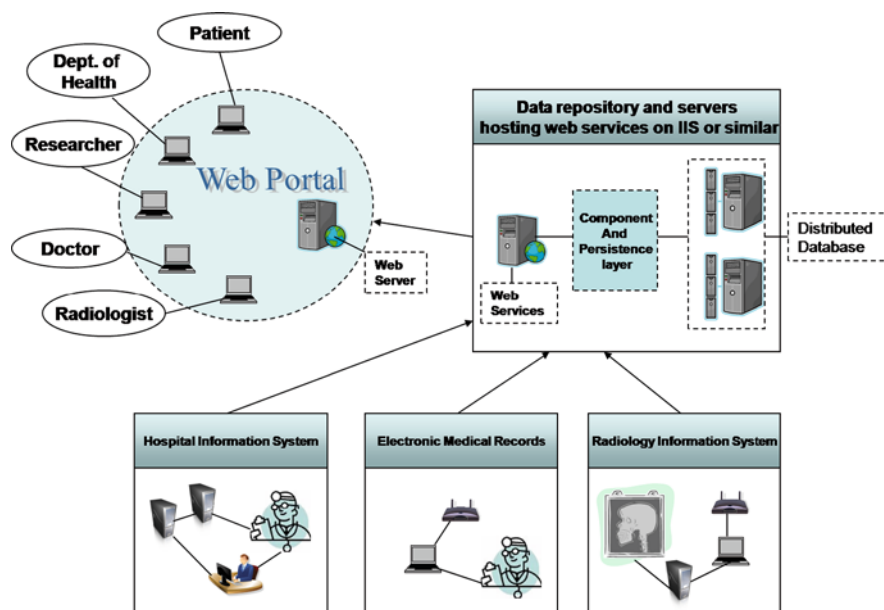 Patient
Dept. of
Health
Researcher
Doctor
Radiologist
Web Portal
Web
Server
Data repository and servers
hosting web services on IIS or similar
Web
Services
Component
And
Persistence
layer
Distributed
Database
Hospital Information System
Electronic Medical Records
Radiology Information System